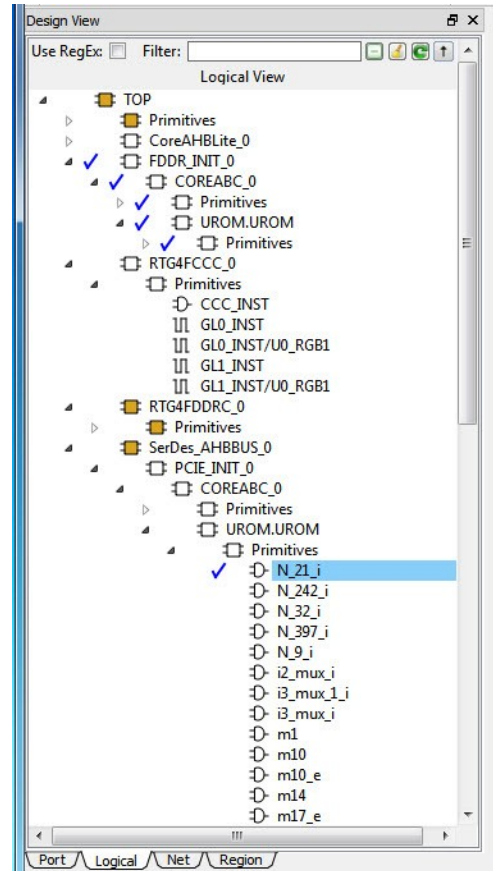 Design View
Use RegEx: Filter:
Logical View
TOP
Primitives
CoreAHBLite_0
FDDR_INIT_0
COREABC_0
Primitives
UROM.UROM
Primitives
RTG4FCCC_0
Primitives
CCC_INST
GL0_INST
GL0_INST/U0_RGB1
GL1_INST
GL1_INST/U0_RGB1
RTG4FDDRC_0
Primitives
SerDes_AHBBUS_0
PCIE_INIT_0
COREABC_0
Primitives
UROM.UROM
Primitives
N_21_i
N_242_i
N_32_i
N_397_i
N_9_i
i2_mux_i
i3_mux_1_i
i3_mux_i
m1
m10
m10_e
m14
m17_e
Port Logical Net Region